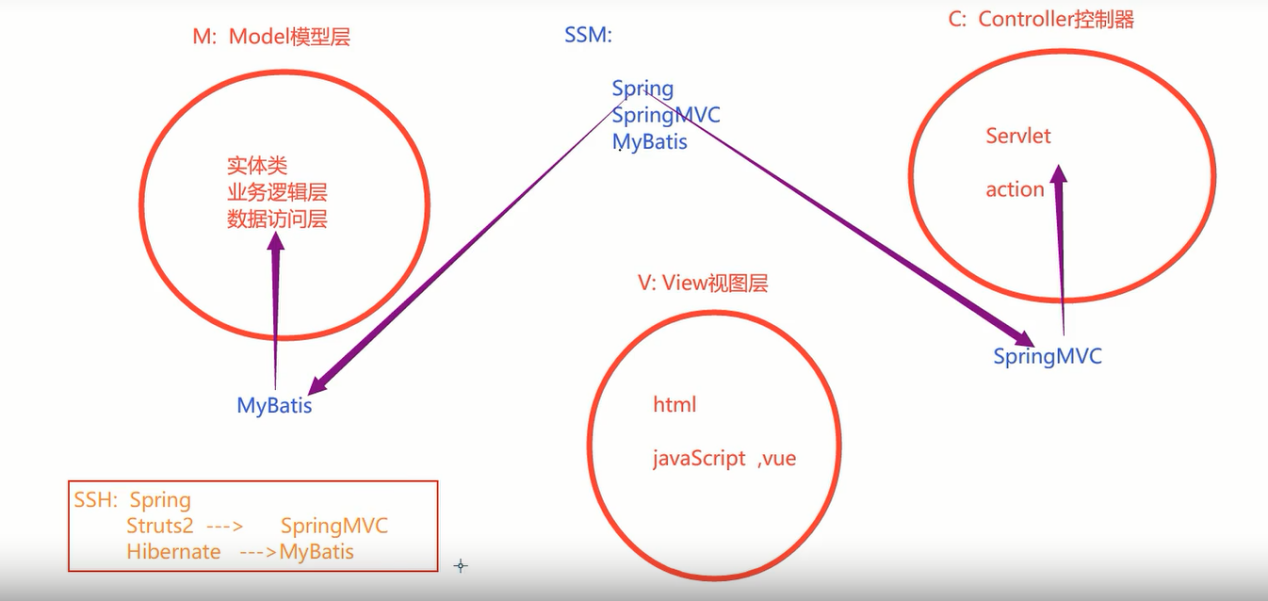 M: Model模型层
实体类
业务逻辑层
数据访问层
MyBatis
SSM:
Spring
SpringMVC
MyBatis
C: Controller控制器
Servlet
action
SpringMVC
V: View视图层
html
javaScript ,vue
SSH: Spring
Struts2 ---> SpringMVC
Hibernate --->MyBatis